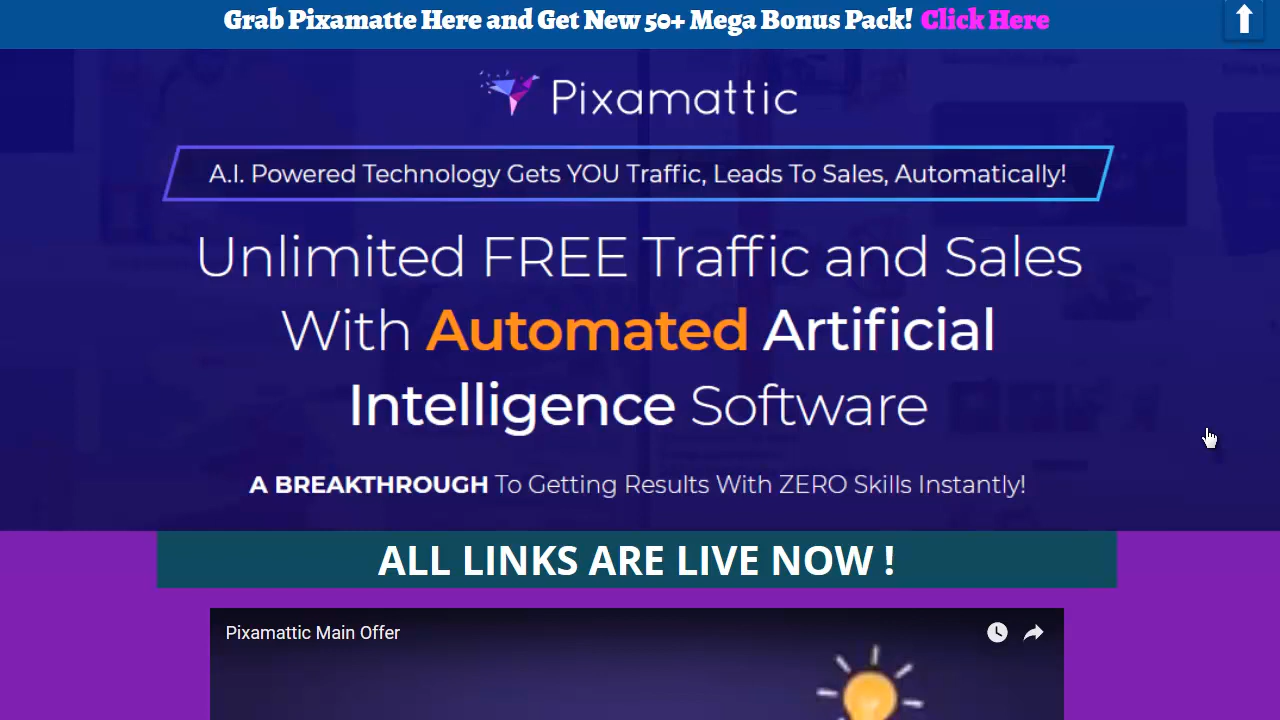 Grab Pixamatte Here and Get New 50+ Mega Bonus Pack! Click Here
Pixamattic
A.I. Powered Technology Gets YOU Traffic, Leads To Sales, Automatically!
Unlimited FREE Traffic and Sales
With Automated Artificial
Intelligence Software
A BREAKTHROUGH To Getting Results With ZERO Skills Instantly!
ALL LINKS ARE LIVE NOW !
Pixamattic Main Offer